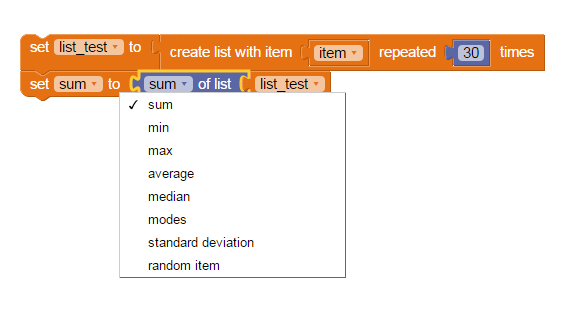 set list_test to create list with item item repeated 30 times
set sum to sum of list list_test
✓ sum
min
max
average
median
modes
standard deviation
random item